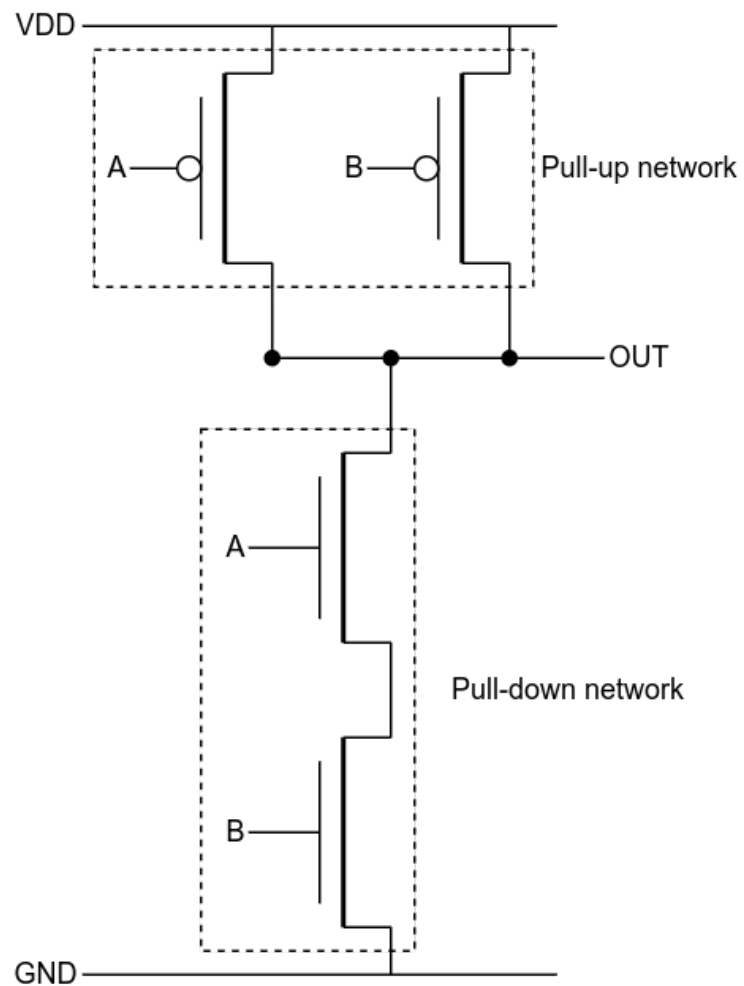 VDD
A
B
Pull-up network
OUT
A
Pull-down network
B
GND